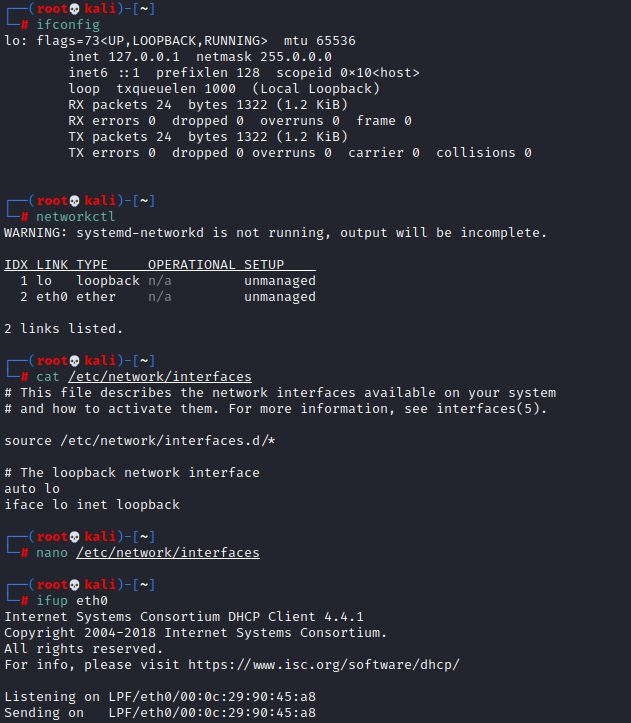 ┌──(root💀kali)-[~]
└─# ifconfig
lo: flags=73<UP,LOOPBACK,RUNNING>  mtu 65536
        inet 127.0.0.1  netmask 255.0.0.0
        inet6 ::1  prefixlen 128  scopeid 0×10<host>
        loop  txqueuelen 1000  (Local Loopback)
        RX packets 24  bytes 1322 (1.2 KiB)
        RX errors 0  dropped 0  overruns 0  frame 0
        TX packets 24  bytes 1322 (1.2 KiB)
        TX errors 0  dropped 0 overruns 0  carrier 0  collisions 0
┌──(root💀kali)-[~]
└─# networkctl
WARNING: systemd-networkd is not running, output will be incomplete.
IDX LINK TYPE     OPERATIONAL SETUP
  1 lo   loopback n/a         unmanaged
  2 eth0 ether    n/a         unmanaged
2 links listed.
┌──(root💀kali)-[~]
└─# cat /etc/network/interfaces
# This file describes the network interfaces available on your system
# and how to activate them. For more information, see interfaces(5).
source /etc/network/interfaces.d/*
# The loopback network interface
auto lo
iface lo inet loopback
┌──(root💀kali)-[~]
└─# nano /etc/network/interfaces
┌──(root💀kali)-[~]
└─# ifup eth0
Internet Systems Consortium DHCP Client 4.4.1
Copyright 2004-2018 Internet Systems Consortium.
All rights reserved.
For info, please visit https://www.isc.org/software/dhcp/
Listening on LPF/eth0/00:0c:29:90:45:a8
Sending on   LPF/eth0/00:0c:29:90:45:a8